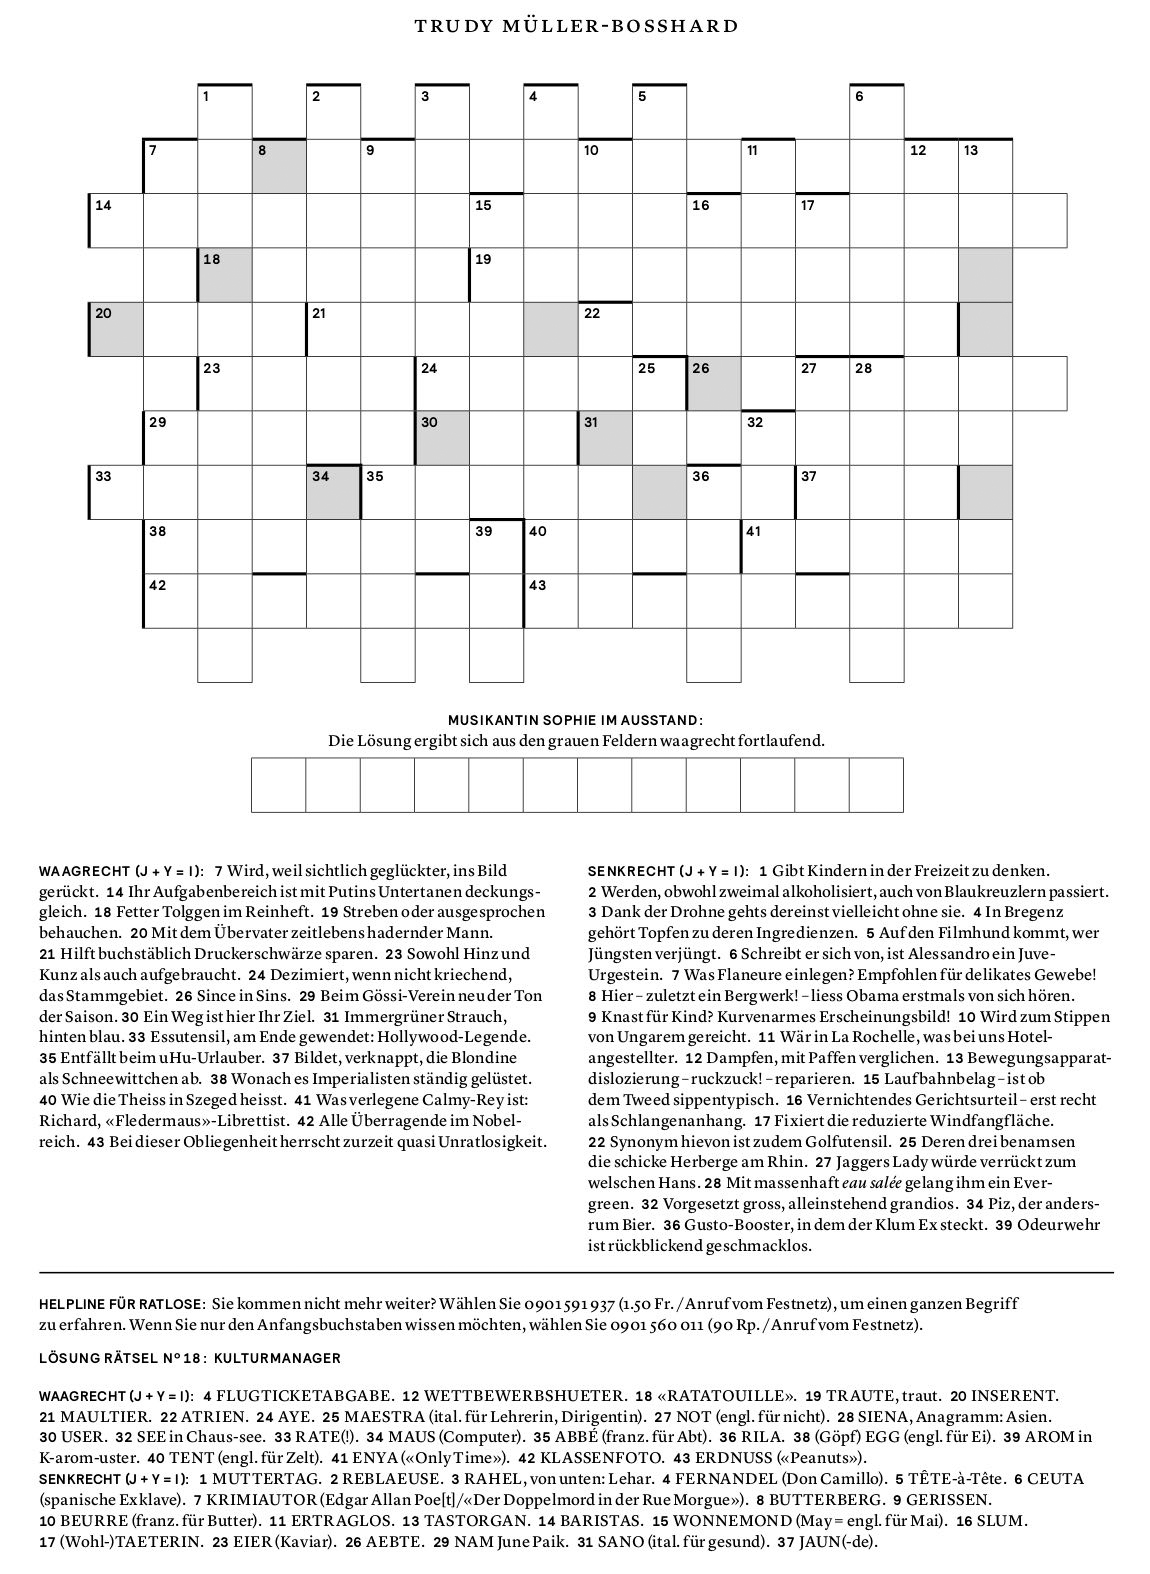 TRUDY MÜLLER-BOSSHARD
1 2 3 4 5 6
7 8 9 10 11 12 13
14 15 16 17
18 19
20 21 22
23 24 25 26 27 28
29 30 31 32
33 34 35 36 37
38 39 40 41
42 43
MUSIKANTIN SOPHIE IM AUSSTAND:
Die Lösung ergibt sich aus den grauen Feldern waagrecht fortlaufend.
WAAGRECHT (J + Y = I): 7 Wird, weil sichtlich geglückter, ins Bild
gerückt. 14 Ihr Aufgabenbereich ist mit Putins Untertanen deckungs-
gleich. 18 Fetter Tolggen im Reinheft. 19 Streben oder ausgesprochen
behauchen. 20 Mit dem Übervater zeitlebens hadernder Mann.
21 Hilft buchstäblich Druckerschwärze sparen. 23 Sowohl Hinz und
Kunz als auch aufgebraucht. 24 Dezimiert, wenn nicht kriechend,
das Stammgebiet. 26 Since in Sins. 29 Beim Gössi-Verein neu der Ton
der Saison. 30 Ein Weg ist hier Ihr Ziel. 31 Immergrüner Strauch,
hinten blau. 33 Essutensil, am Ende gewendet: Hollywood-Legende.
35 Entfällt beim uHu-Urlauber. 37 Bildet, verknappt, die Blondine
als Schneewittchen ab. 38 Wonach es Imperialisten ständig gelüstet.
40 Wie die Theiss in Szeged heisst. 41 Was verlegene Calmy-Rey ist:
Richard, «Fledermaus»-Librettist. 42 Alle Überragende im Nobel-
reich. 43 Bei dieser Obliegenheit herrscht zurzeit quasi Unratlosigkeit.
SENKRECHT (J + Y = I): 1 Gibt Kindern in der Freizeit zu denken.
2 Werden, obwohl zweimal alkoholisiert, auch von Blaukreuzlern passiert.
3 Dank der Drohne gehts dereinst vielleicht ohne sie. 4 In Bregenz
gehört Topfen zu deren Ingredienzen. 5 Auf den Filmhund kommt, wer
Jüngsten verjüngt. 6 Schreibt er sich von, ist Alessandro ein Juve-
Urgestein. 7 Was Flaneure einlegen? Empfohlen für delikates Gewebe!
8 Hier – zuletzt ein Bergwerk! – liess Obama erstmals von sich hören.
9 Knast für Kind? Kurvenarmes Erscheinungsbild! 10 Wird zum Stippen
von Ungarem gereicht. 11 Wär in La Rochelle, was bei uns Hotel-
angestellter. 12 Dampfen, mit Paffen verglichen. 13 Bewegungsapparat-
dislozierung – ruckzuck! – reparieren. 15 Laufbahnbelag – ist ob
dem Tweed sippentypisch. 16 Vernichtendes Gerichtsurteil – erst recht
als Schlangenanhang. 17 Fixiert die reduzierte Windfangfläche.
22 Synonym hievon ist zudem Golfutensil. 25 Deren drei benamsen
die schicke Herberge am Rhin. 27 Jaggers Lady würde verrückt zum
welschen Hans. 28 Mit massenhaft eau salée gelang ihm ein Ever-
green. 32 Vorgesetzt gross, alleinstehend grandios. 34 Piz, der anders-
rum Bier. 36 Gusto-Booster, in dem der Klum Ex steckt. 39 Odeurwehr
ist rückblickend geschmacklos.
HELPLINE FÜR RATLOSE: Sie kommen nicht mehr weiter? Wählen Sie 0901 591 937 (1.50 Fr. / Anruf vom Festnetz), um einen ganzen Begriff
zu erfahren. Wenn Sie nur den Anfangsbuchstaben wissen möchten, wählen Sie 0901 560 011 (90 Rp. / Anruf vom Festnetz).
LÖSUNG RÄTSEL Nº 18: KULTURMANAGER
WAAGRECHT (J + Y = I): 4 FLUGTICKETABGABE. 12 WETTBEWERBSHUETER. 18 «RATATOUILLE». 19 TRAUTE, traut. 20 INSERENT.
21 MAULTIER. 22 ATRIEN. 24 AYE. 25 MAESTRA (ital. für Lehrerin, Dirigentin). 27 NOT (engl. für nicht). 28 SIENA, Anagramm: Asien.
30 USER. 32 SEE in Chaus-see. 33 RATE(!). 34 MAUS (Computer). 35 ABBÉ (franz. für Abt). 36 RILA. 38 (Göpf) EGG (engl. für Ei). 39 AROM in
K-arom-uster. 40 TENT (engl. für Zelt). 41 ENYA («Only Time»). 42 KLASSENFOTO. 43 ERDNUSS («Peanuts»).
SENKRECHT (J + Y = I): 1 MUTTERTAG. 2 REBLAEUSE. 3 RAHEL, von unten: Lehar. 4 FERNANDEL (Don Camillo). 5 TÊTE-à-Tête. 6 CEUTA
(spanische Exklave). 7 KRIMIAUTOR (Edgar Allan Poe[t]/«Der Doppelmord in der Rue Morgue»). 8 BUTTERBERG. 9 GERISSEN.
10 BEURRE (franz. für Butter). 11 ERTRAGLOS. 13 TASTORGAN. 14 BARISTAS. 15 WONNEMOND (May = engl. für Mai). 16 SLUM.
17 (Wohl-)TAETERIN. 23 EIER (Kaviar). 26 AEBTE. 29 NAM June Paik. 31 SANO (ital. für gesund). 37 JAUN(-de).